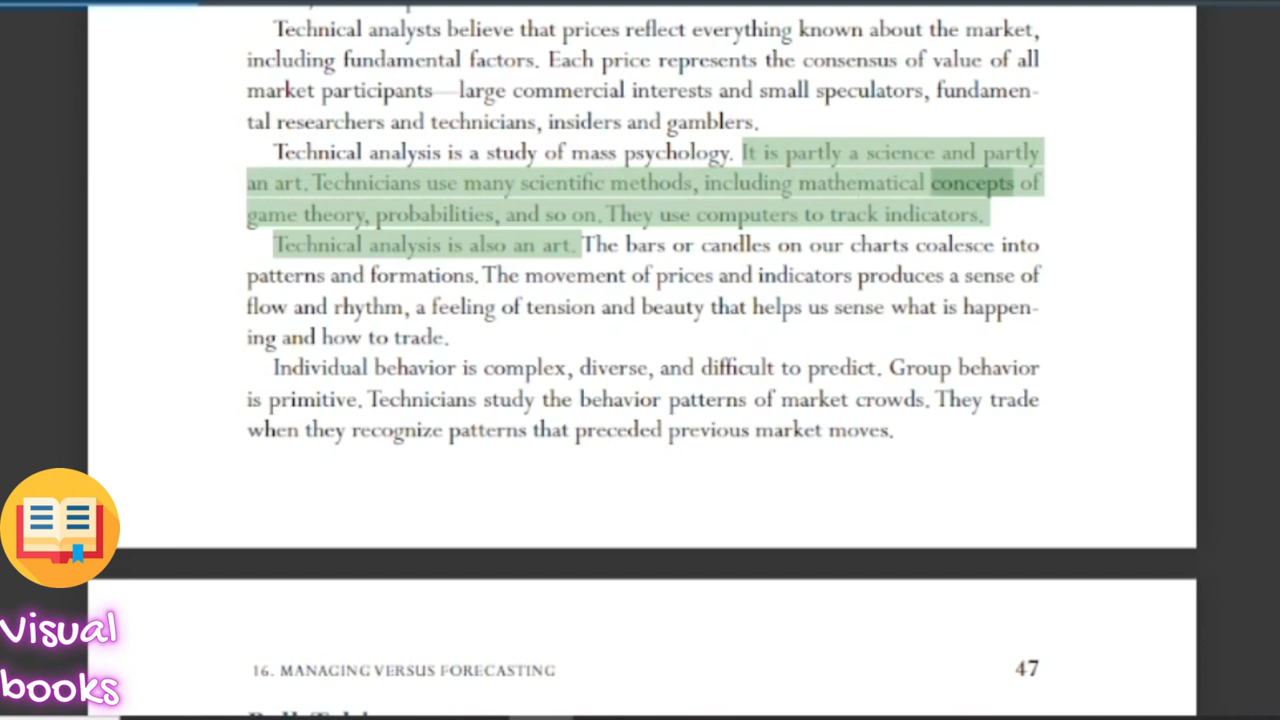 Technical analysts believe that prices reflect everything known about the market,
including fundamental factors. Each price represents the consensus of value of all
market participants—large commercial interests and small speculators, fundamen-
tal researchers and technicians, insiders and gamblers.
Technical analysis is a study of mass psychology. It is partly a science and partly
an art. Technicians use many scientific methods, including mathematical concepts of
game theory, probabilities, and so on. They use computers to track indicators.
Technical analysis is also an art. The bars or candles on our charts coalesce into
patterns and formations. The movement of prices and indicators produces a sense of
flow and rhythm, a feeling of tension and beauty that helps us sense what is happen-
ing and how to trade.
Individual behavior is complex, diverse, and difficult to predict. Group behavior
is primitive. Technicians study the behavior patterns of market crowds. They trade
when they recognize patterns that preceded previous market moves.
Visual
books
16. MANAGING VERSUS FORECASTING 47